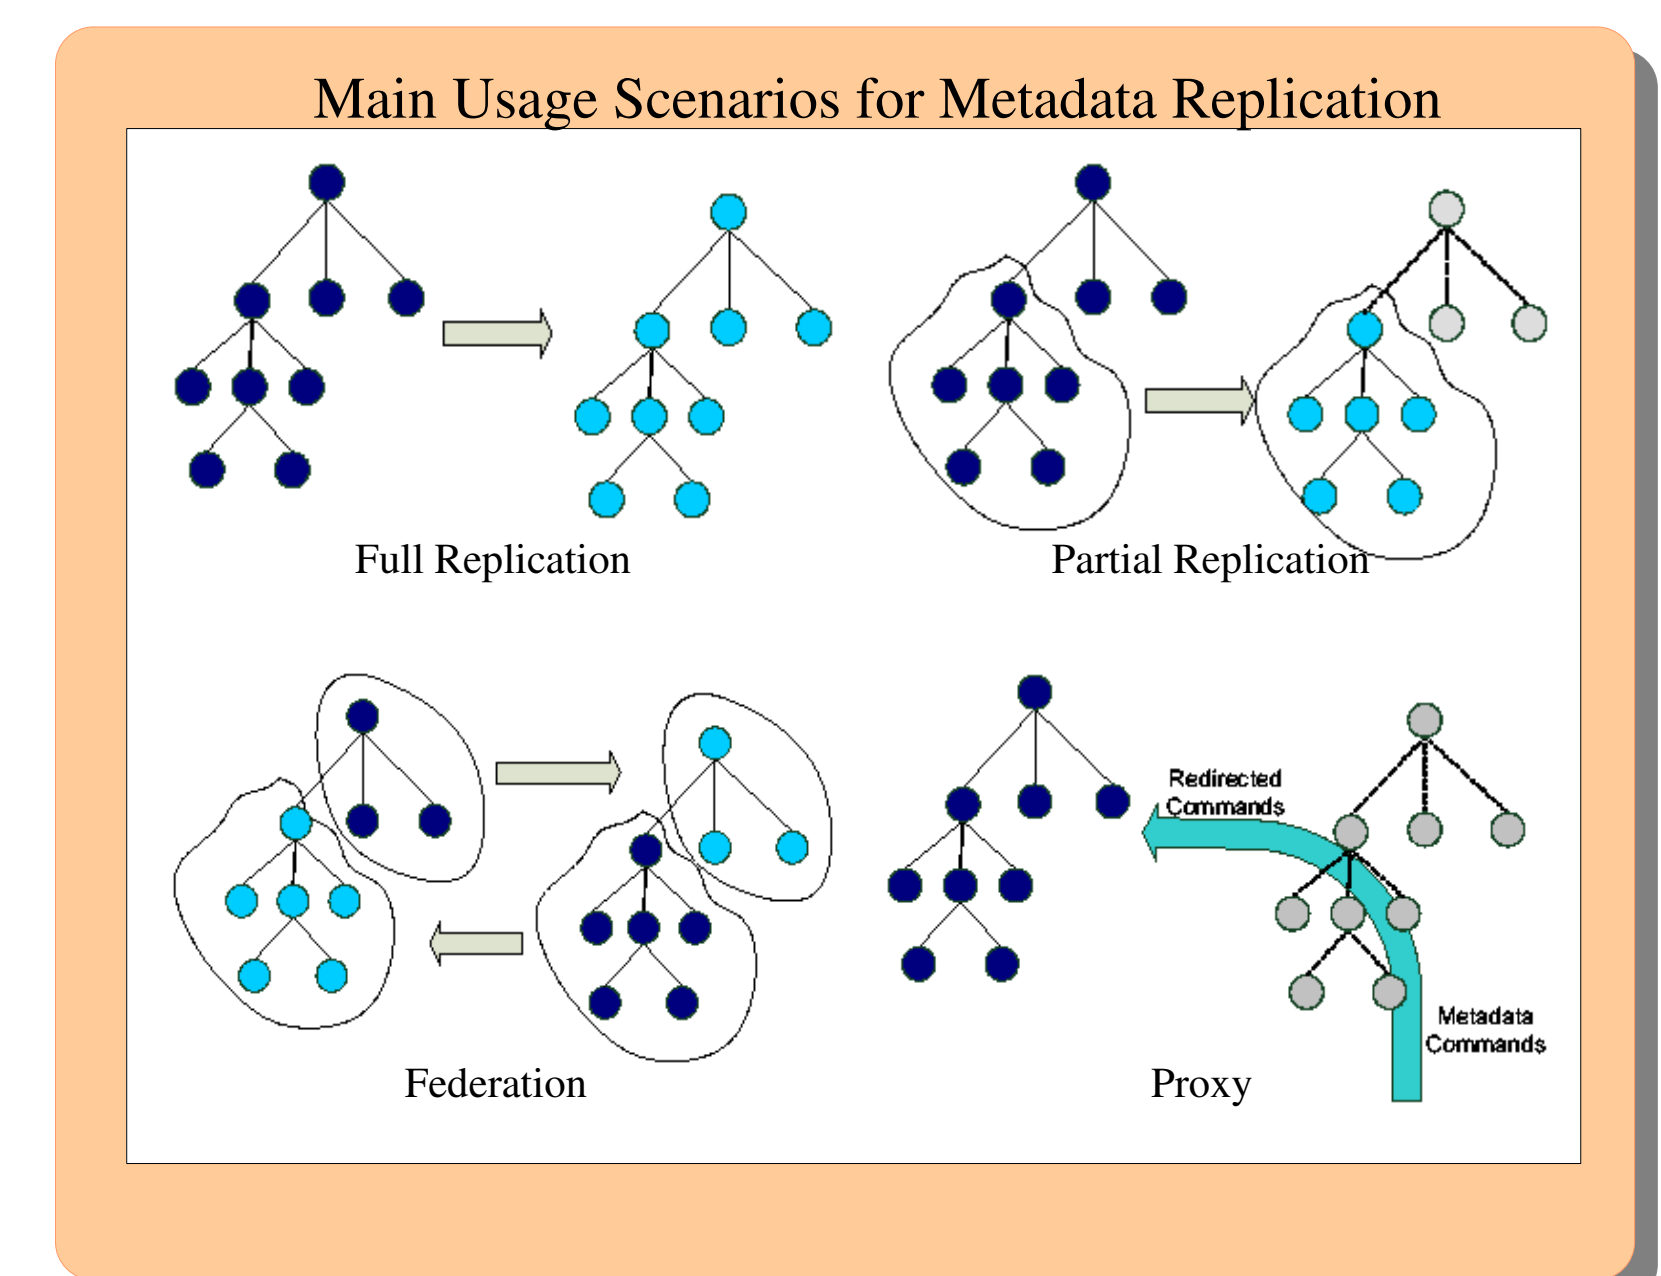 Main Usage Scenarios for Metadata Replication
Full Replication
Partial Replication
Redirected
Commands
Metadata
Commands
Federation
Proxy